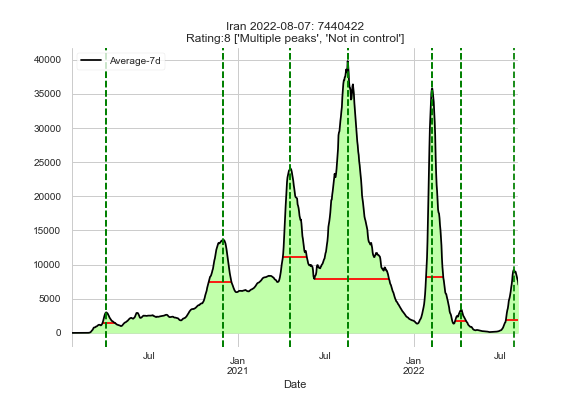 Iran 2022-08-07: 7440422
Rating:8 ['Multiple peaks', 'Not in control']
Average-7d
40000
35000
30000
25000
20000
15000
10000
5000
0
Jul Jan Jul Jan Jul
2021 2022
Date